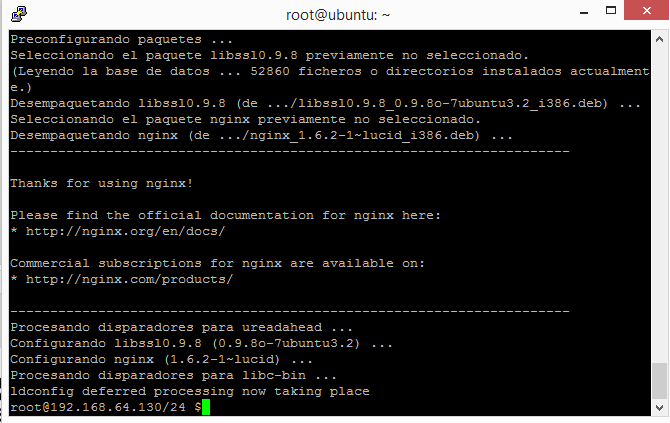 root@ubuntu: ~
Preconfigurando paquetes ...
Seleccionando el paquete libssl0.9.8 previamente no seleccionado.
(Leyendo la base de datos ... 52860 ficheros o directorios instalados actualment
e.)
Desempaquetando libssl0.9.8 (de .../libssl0.9.8_0.9.8o-7ubuntu3.2_i386.deb) ...
Seleccionando el paquete nginx previamente no seleccionado.
Desempaquetando nginx (de .../nginx_1.6.2-1~lucid_i386.deb) ...
----------------------------------------------------------------------
Thanks for using nginx!
Please find the official documentation for nginx here:
* http://nginx.org/en/docs/
Commercial subscriptions for nginx are available on:
* http://nginx.com/products/
----------------------------------------------------------------------
Procesando disparadores para ureadahead ...
Configurando libssl0.9.8 (0.9.8o-7ubuntu3.2) ...
Configurando nginx (1.6.2-1~lucid) ...
Procesando disparadores para libc-bin ...
ldconfig deferred processing now taking place
root@192.168.64.130/24 $